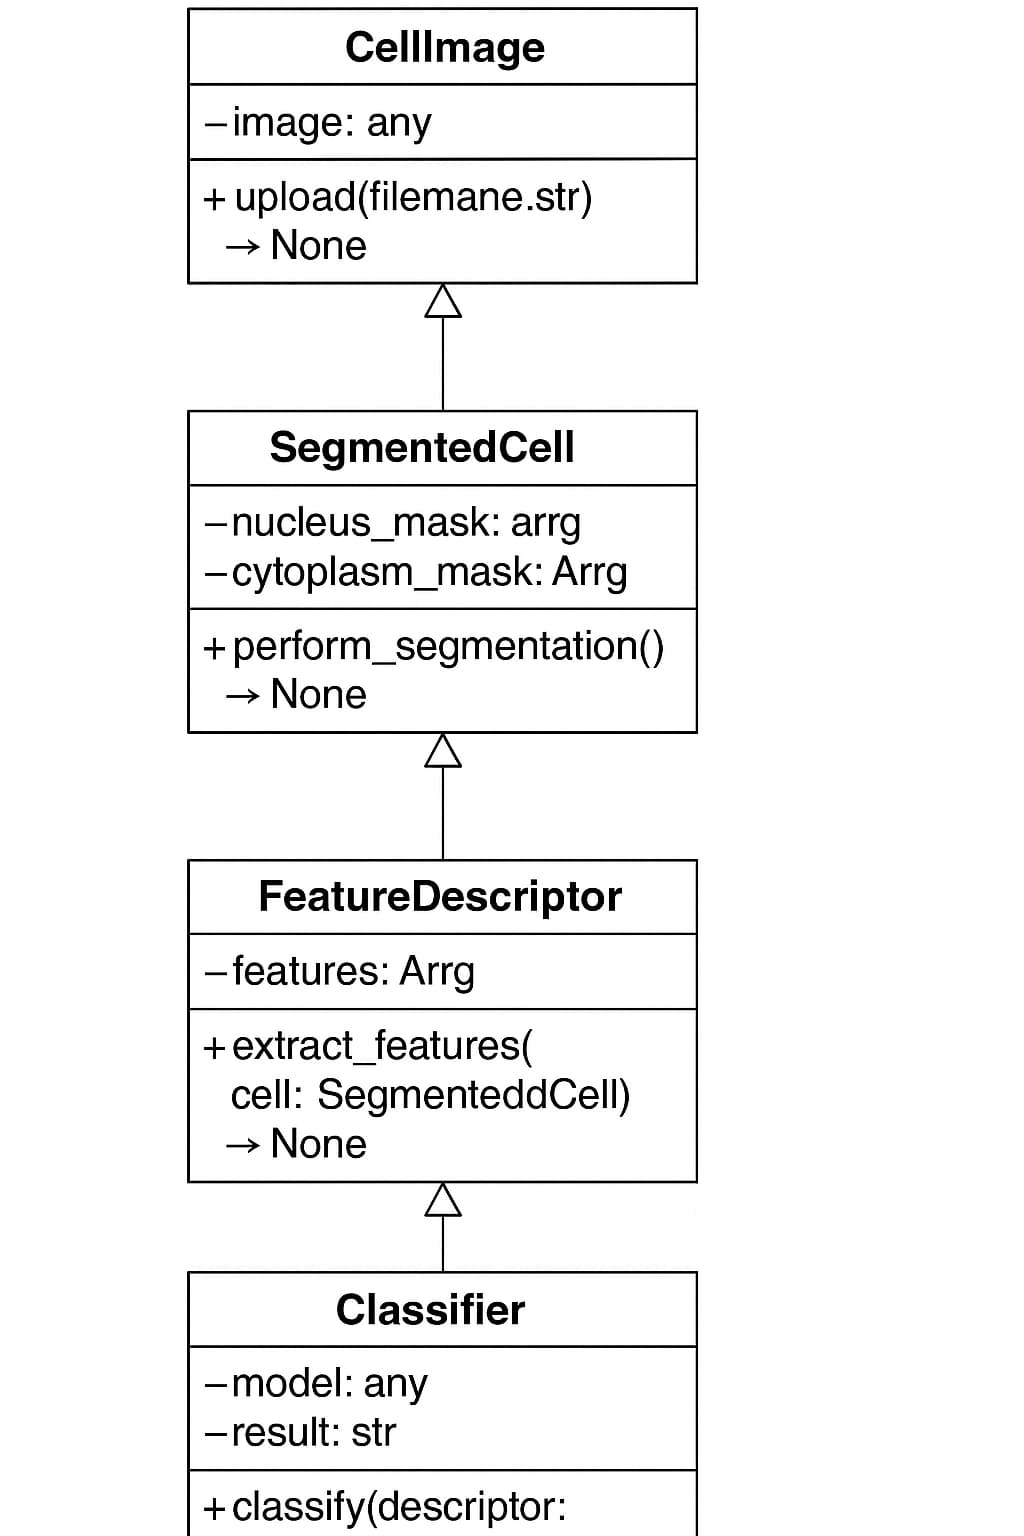 CellImage
– image: any
+ upload(filemane.str)
→ None
SegmentedCell
– nucleus_mask: arrg
– cytoplasm_mask: Arrg
+ perform_segmentation()
→ None
FeatureDescriptor
– features: Arrg
+ extract_features(
cell: SegmenteddCell)
→ None
Classifier
– model: any
– result: str
+ classify(descriptor: